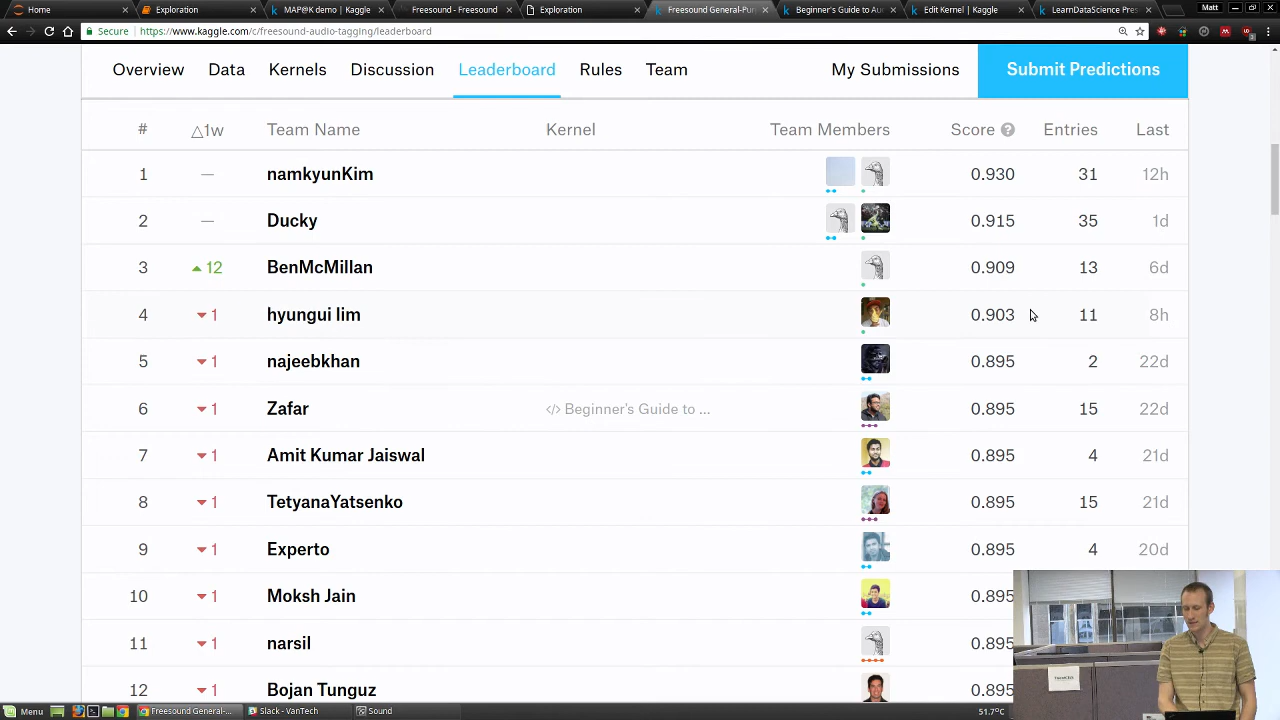 Home
Exploration
MAP@K demo | Kaggle
Freesound - Freesound
Exploration
Freesound General-Pur
Beginner's Guide to Au
Edit Kernel | Kaggle
LearnDataScience Pres
Matt
Secure | https://www.kaggle.com/c/freesound-audio-tagging/leaderboard
Overview Data Kernels Discussion Leaderboard Rules Team My Submissions Submit Predictions
# △1w Team Name Kernel Team Members Score ? Entries Last
1 — namkyunKim 0.930 31 12h
2 — Ducky 0.915 35 1d
3 ▲12 BenMcMillan 0.909 13 6d
4 ▼1 hyungui lim 0.903 11 8h
5 ▼1 najeebkhan 0.895 2 22d
6 ▼1 Zafar </> Beginner's Guide to ... 0.895 15 22d
7 ▼1 Amit Kumar Jaiswal 0.895 4 21d
8 ▼1 TetyanaYatsenko 0.895 15 21d
9 ▼1 Experto 0.895 4 20d
10 ▼1 Moksh Jain 0.895
11 ▼1 narsil 0.895
12 ▼1 Bojan Tunguz 0.895
Menu Freesound General-... Slack - VanTech Sound 51.7°C